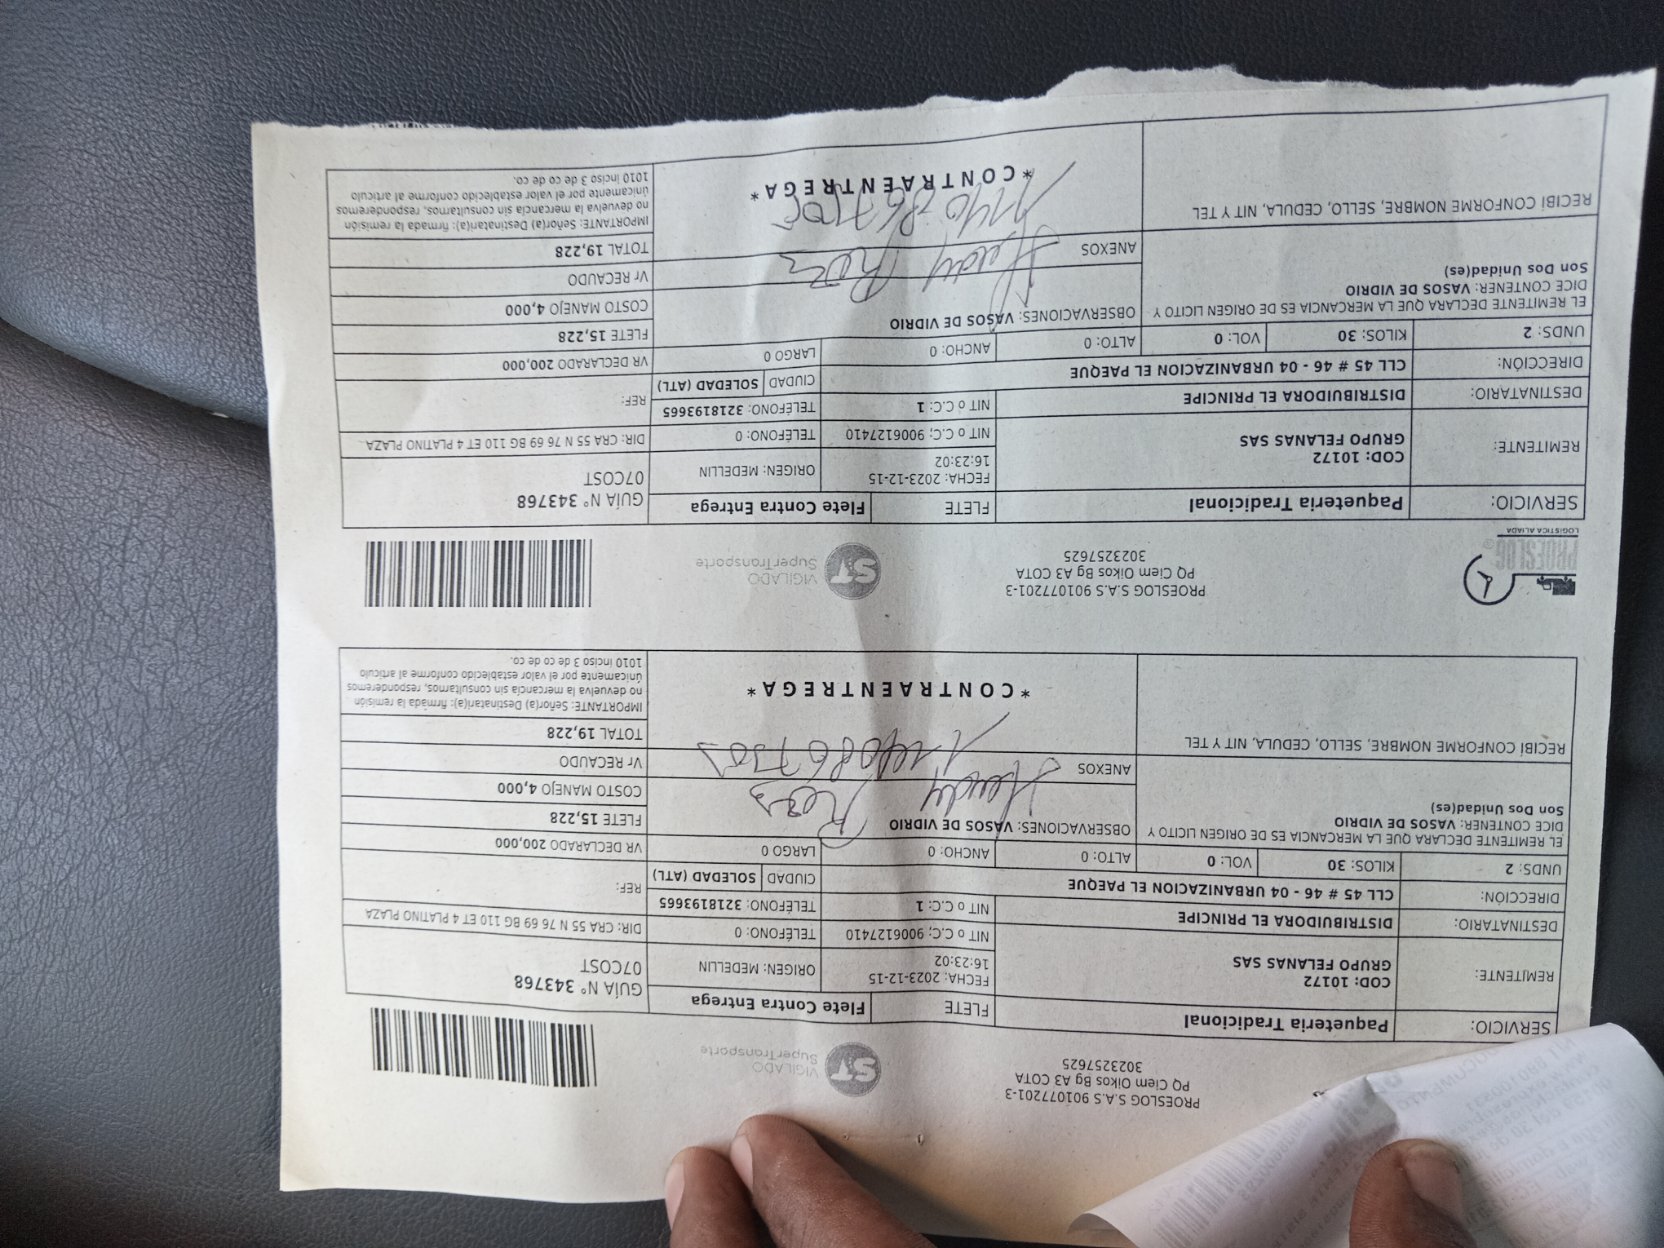 PROESLOG S.A.S 901077201-3
PQ Ciem Oikos Bg A3 COTA
3023257625
VIGILADO
SuperTransporte
ST
SERVICIO: Paqueteria Tradicional FLETE Flete Contra Entrega GUÍA N° 343768
07COST
REMITENTE: COD: 10172
GRUPO FELANAS SAS
FECHA: 2023-12-15
16:23:02
ORIGEN: MEDELLIN
NIT o C.C; 9006127410 TELÉFONO: 0 DIR: CRA 55 N 76 69 BG 110 ET 4 PLATINO PLAZA
DESTINATARIO: DISTRIBUIDORA EL PRINCIPE NIT o C.C: 1 TELÉFONO: 3218193665 REF:
DIRECCIÓN: CLL 45 # 46 - 04 URBANIZACION EL PAEQUE CIUDAD SOLEDAD (ATL)
UNDS: 2 KILOS: 30 VOL: 0 ALTO: 0 ANCHO: 0 LARGO 0 VR DECLARADO 200,000
EL REMITENTE DECLARA QUE LA MERCANCIA ES DE ORIGEN LICITO Y
DICE CONTENER: VASOS DE VIDRIO
Son Dos Unidad(es)
OBSERVACIONES: VASOS DE VIDRIO
FLETE 15,228
COSTO MANEJO 4,000
ANEXOS
Vr RECAUDO
TOTAL 19,228
RECIBÍ CONFORME NOMBRE, SELLO, CEDULA, NIT Y TEL
*CONTRAENTREGA*
IMPORTANTE: Señor(a) Destinatari(a): firmada la remisión
no devuelva la mercancia sin consultarnos, responderemos
únicamente por el valor establecido conforme al articulo
1010 inciso 3 de co de co.
PROESLOG
LOGISTICA ALIADA
PROESLOG S.A.S 901077201-3
PQ Ciem Oikos Bg A3 COTA
3023257625
VIGILADO
SuperTransporte
ST
SERVICIO: Paqueteria Tradicional FLETE Flete Contra Entrega GUÍA N° 343768
07COST
REMITENTE: COD: 10172
GRUPO FELANAS SAS
FECHA: 2023-12-15
16:23:02
ORIGEN: MEDELLIN
NIT o C.C; 9006127410 TELÉFONO: 0 DIR: CRA 55 N 76 69 BG 110 ET 4 PLATINO PLAZA
DESTINATARIO: DISTRIBUIDORA EL PRINCIPE NIT o C.C: 1 TELÉFONO: 3218193665 REF:
DIRECCIÓN: CLL 45 # 46 - 04 URBANIZACION EL PAEQUE CIUDAD SOLEDAD (ATL)
UNDS: 2 KILOS: 30 VOL: 0 ALTO: 0 ANCHO: 0 LARGO 0 VR DECLARADO 200,000
EL REMITENTE DECLARA QUE LA MERCANCIA ES DE ORIGEN LICITO Y
DICE CONTENER: VASOS DE VIDRIO
Son Dos Unidad(es)
OBSERVACIONES: VASOS DE VIDRIO
FLETE 15,228
COSTO MANEJO 4,000
ANEXOS
Vr RECAUDO
TOTAL 19,228
RECIBÍ CONFORME NOMBRE, SELLO, CEDULA, NIT Y TEL
*CONTRAENTREGA*
IMPORTANTE: Señor(a) Destinatari(a): firmada la remisión
no devuelva la mercancia sin consultarnos, responderemos
únicamente por el valor establecido conforme al articulo
1010 inciso 3 de co de co.